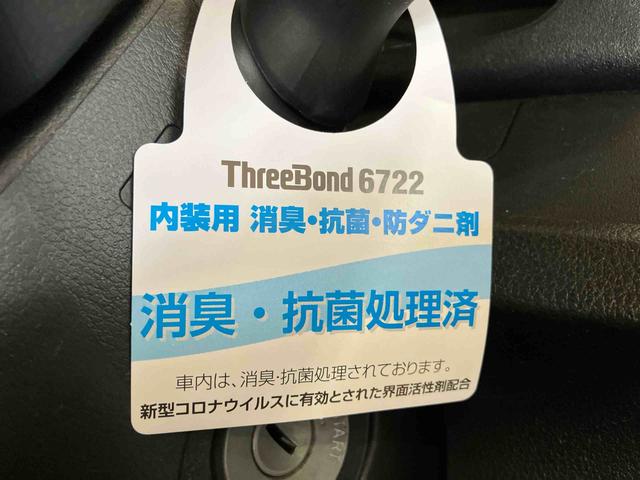 ThreeBond 6722
内装用 消臭・抗菌・防ダニ剤
消臭・抗菌処理済
車内は、消臭・抗菌処理されております。
新型コロナウイルスに有効とされた界面活性剤配合
START